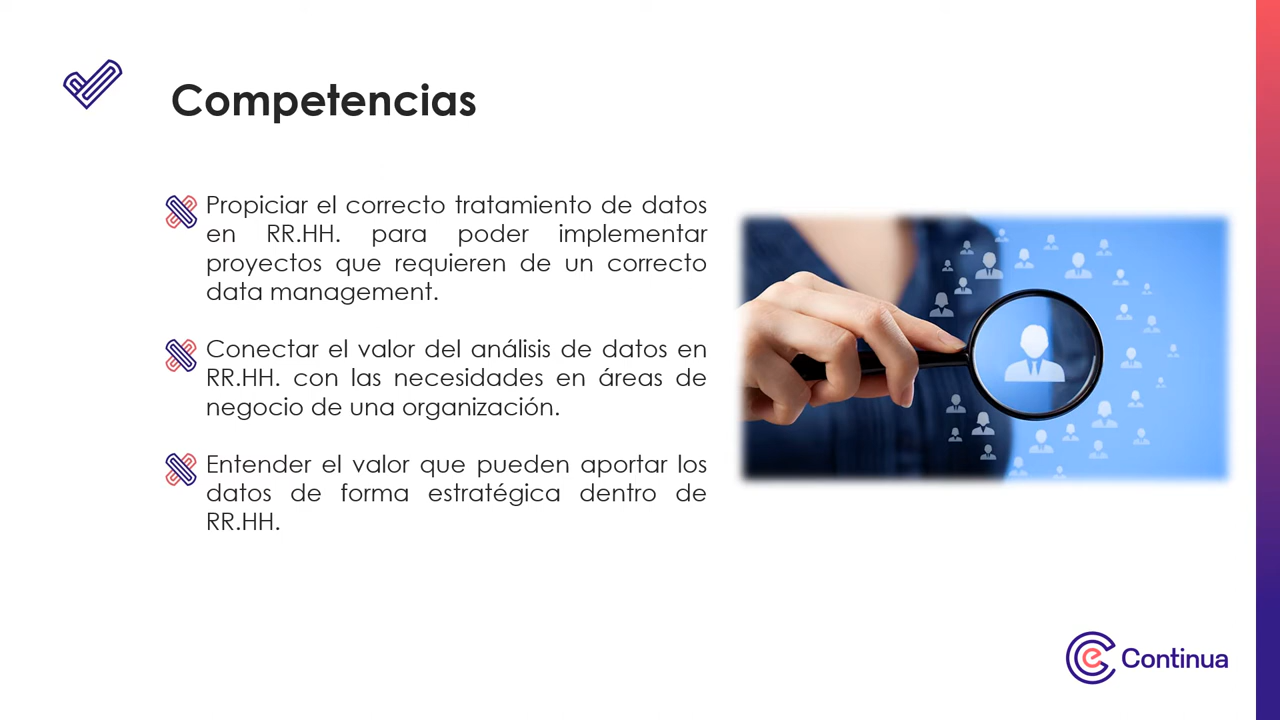 Competencias
Propiciar el correcto tratamiento de datos
en RR.HH. para poder implementar
proyectos que requieren de un correcto
data management.
Conectar el valor del análisis de datos en
RR.HH. con las necesidades en áreas de
negocio de una organización.
Entender el valor que pueden aportar los
datos de forma estratégica dentro de
RR.HH.
e Continua